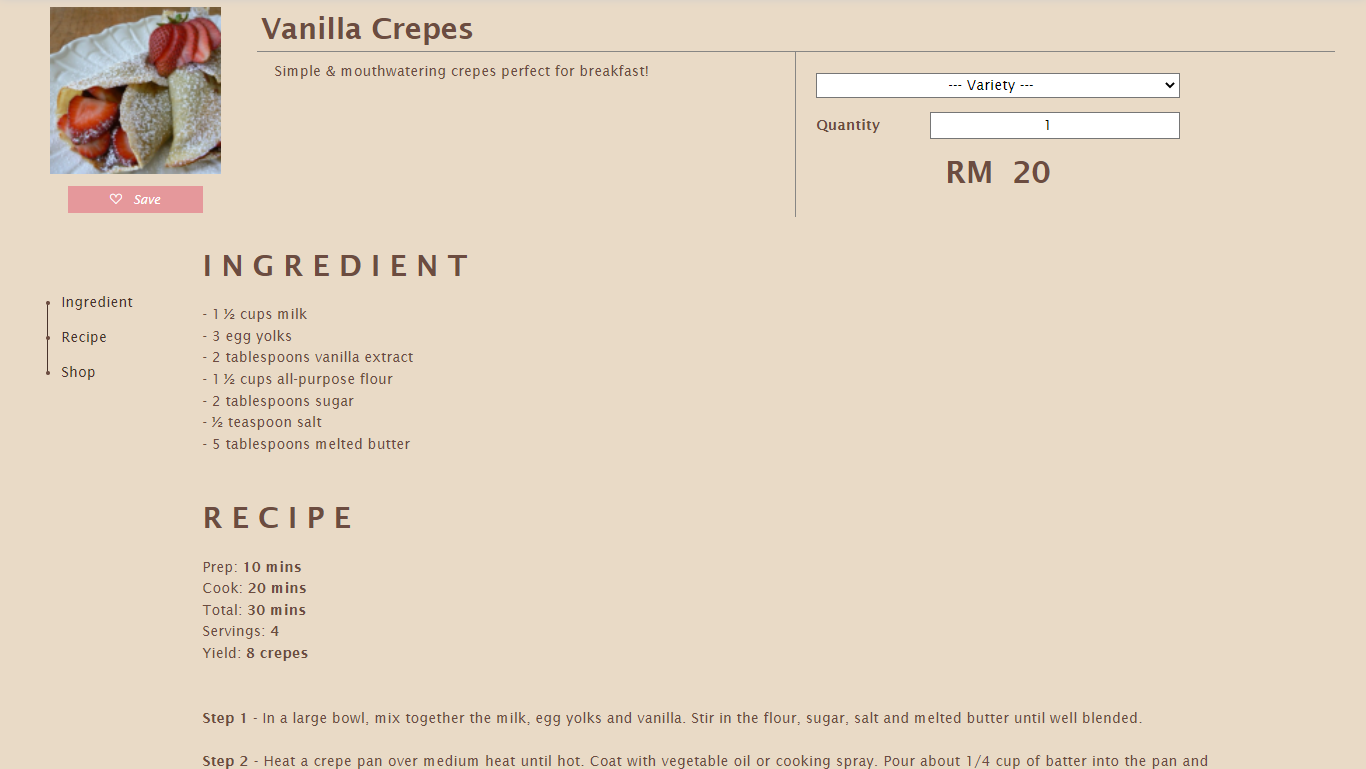 Vanilla Crepes
Simple & mouthwatering crepes perfect for breakfast!
--- Variety ---
Quantity
1
RM 20
Save
INGREDIENT
Ingredient
Recipe
Shop
- 1 ½ cups milk
- 3 egg yolks
- 2 tablespoons vanilla extract
- 1 ½ cups all-purpose flour
- 2 tablespoons sugar
- ½ teaspoon salt
- 5 tablespoons melted butter
RECIPE
Prep: 10 mins
Cook: 20 mins
Total: 30 mins
Servings: 4
Yield: 8 crepes
Step 1 - In a large bowl, mix together the milk, egg yolks and vanilla. Stir in the flour, sugar, salt and melted butter until well blended.
Step 2 - Heat a crepe pan over medium heat until hot. Coat with vegetable oil or cooking spray. Pour about 1/4 cup of batter into the pan and